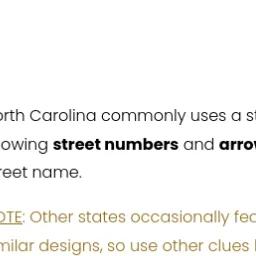 orth Carolina commonly uses a st
owing street numbers and arro
reet name.
OTE: Other states occasionally fea
milar designs, so use other clues